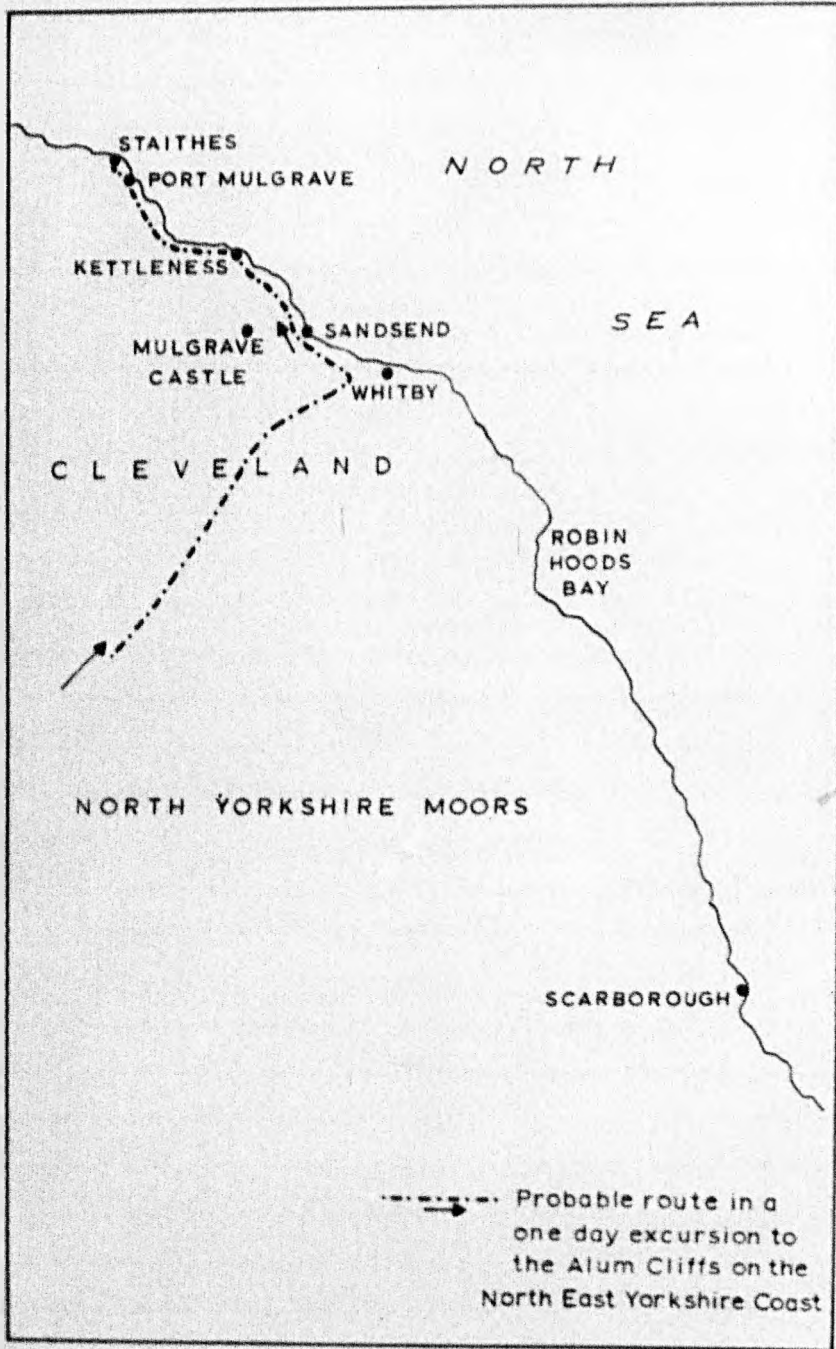 STAITHES
NORTH
PORT MULGRAVE
KETTLENESS
SEA
SANDSEND
MULGRAVE
CASTLE
WHITBY
CLEVELAND
ROBIN
HOODS
BAY
NORTH YORKSHIRE MOORS
SCARBOROUGH
Probable route in a
one day excursion to
the Alum Cliffs on the
North East Yorkshire Coast